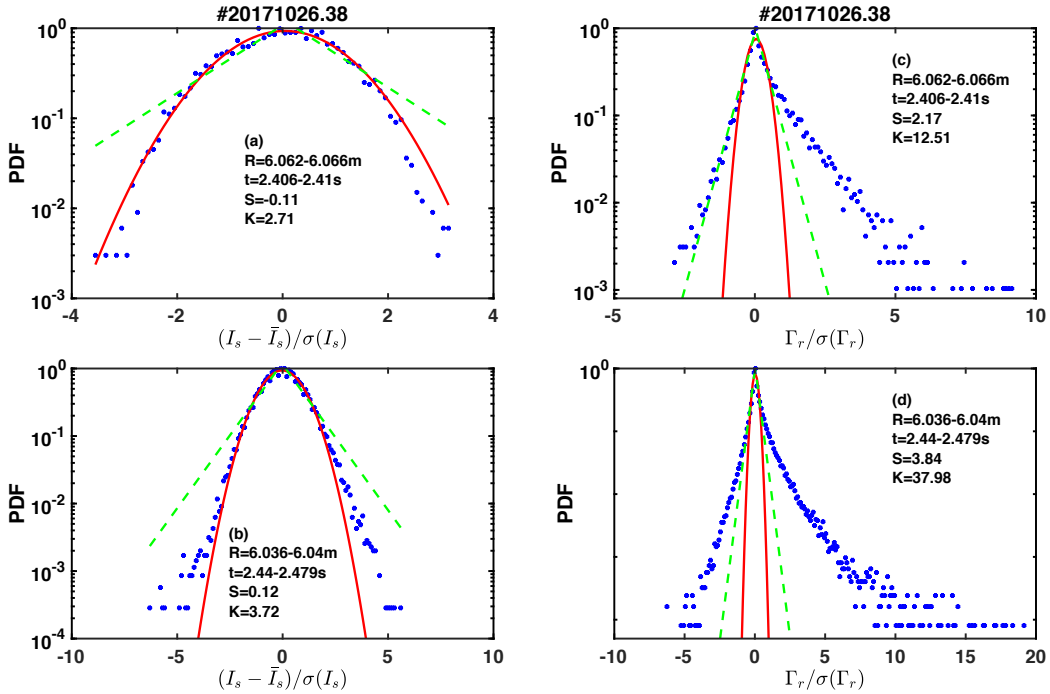 #20171026.38
10^0
10^-1
10^-2
10^-3
PDF
(a)
R=6.062-6.066m
t=2.406-2.41s
S=-0.11
K=2.71
-4
-2
0
2
4
(I_s − Ī_s)/σ(I_s)
#20171026.38
10^0
10^-1
10^-2
10^-3
PDF
(c)
R=6.062-6.066m
t=2.406-2.41s
S=2.17
K=12.51
-10
-5
0
5
10
Γ_r/σ(Γ_r)
10^0
10^-1
10^-2
10^-3
10^-4
PDF
(b)
R=6.036-6.04m
t=2.44-2.479s
S=0.12
K=3.72
-10
-5
0
5
10
(I_s − Ī_s)/σ(I_s)
10^0
PDF
(d)
R=6.036-6.04m
t=2.44-2.479s
S=3.84
K=37.98
-10
-5
0
5
10
15
20
Γ_r/σ(Γ_r)